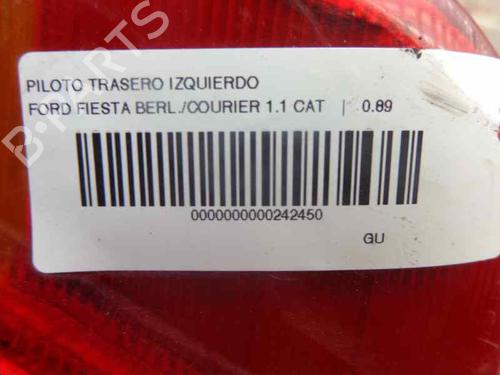 PILOTO TRASERO IZQUIERDO
FORD FIESTA BERL./COURIER 1.1 CAT | 0.89
0000000000242450
GU
B-PARTS